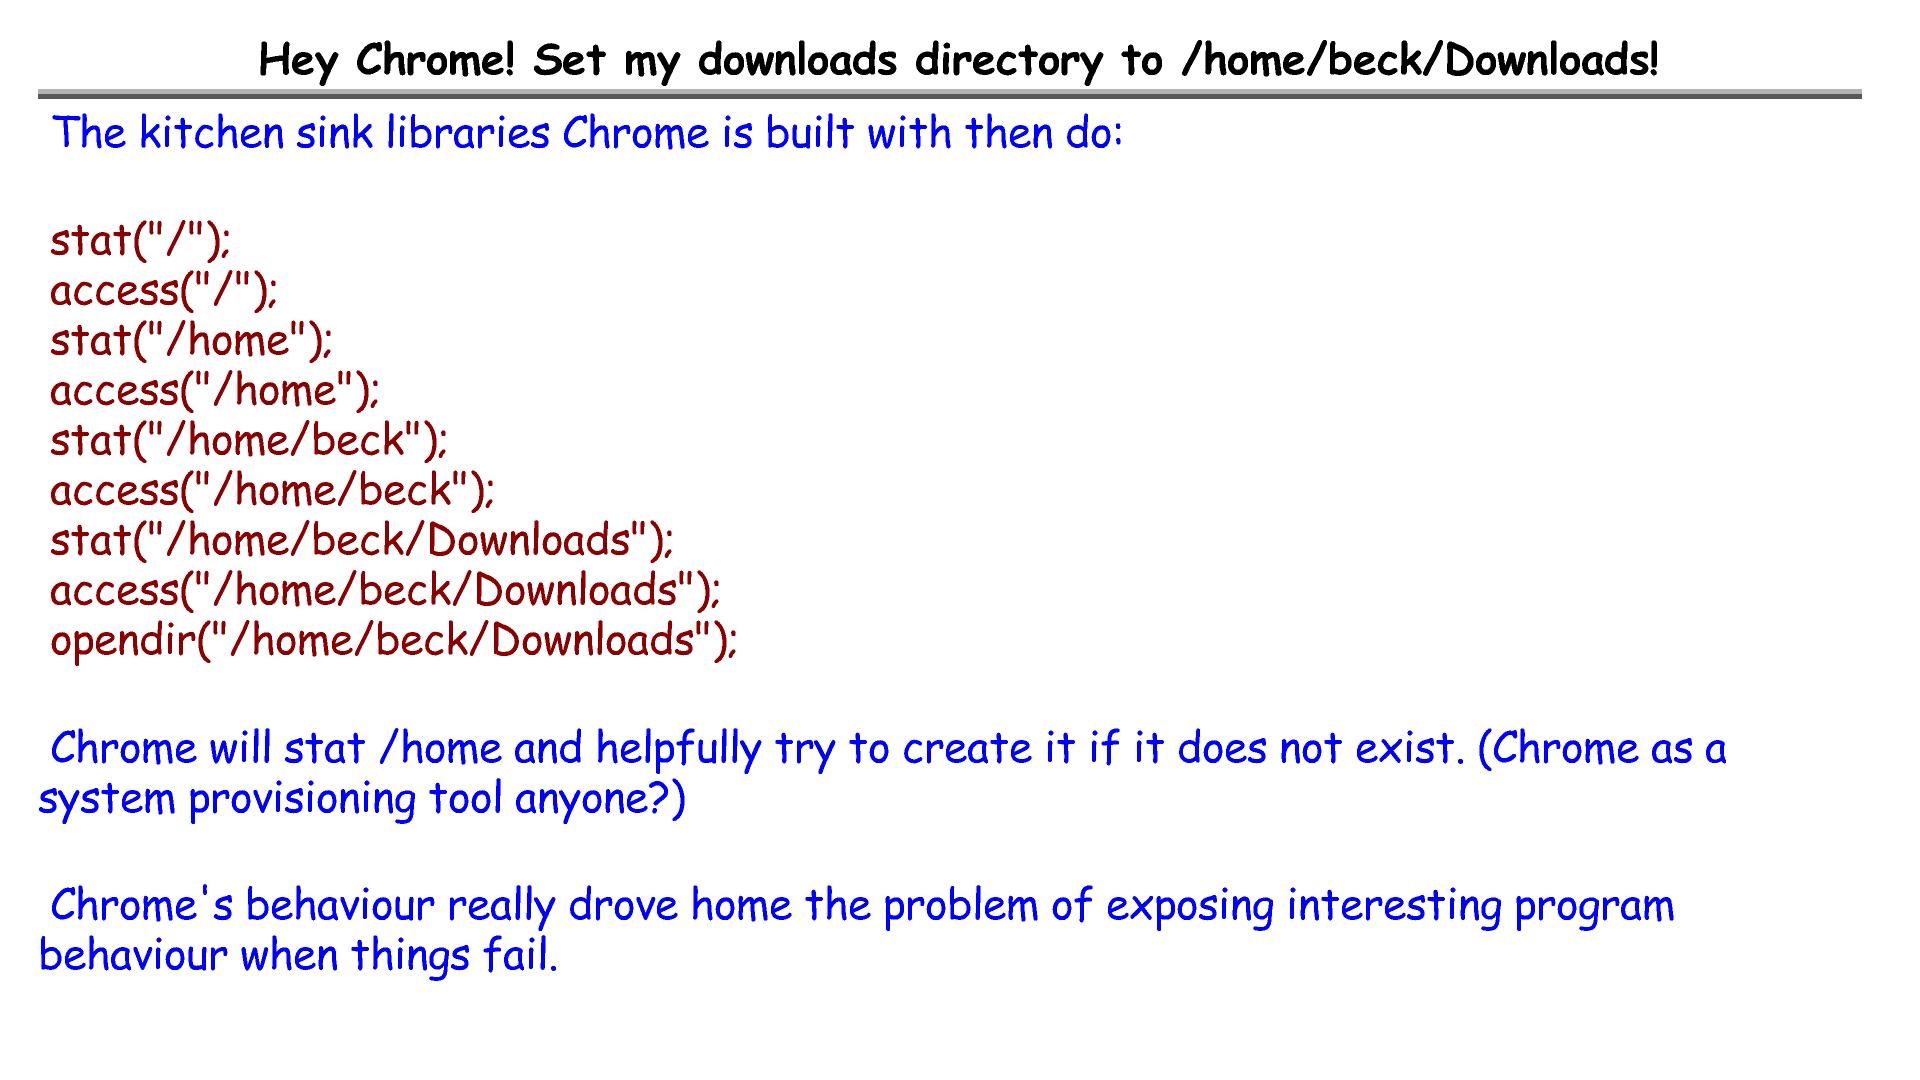 Hey Chrome! Set my downloads directory to /home/beck/Downloads!
The kitchen sink libraries Chrome is built with then do:
stat("/");
access("/");
stat("/home");
access("/home");
stat("/home/beck");
access("/home/beck");
stat("/home/beck/Downloads");
access("/home/beck/Downloads");
opendir("/home/beck/Downloads");
Chrome will stat /home and helpfully try to create it if it does not exist. (Chrome as a
system provisioning tool anyone?)
Chrome's behaviour really drove home the problem of exposing interesting program
behaviour when things fail.